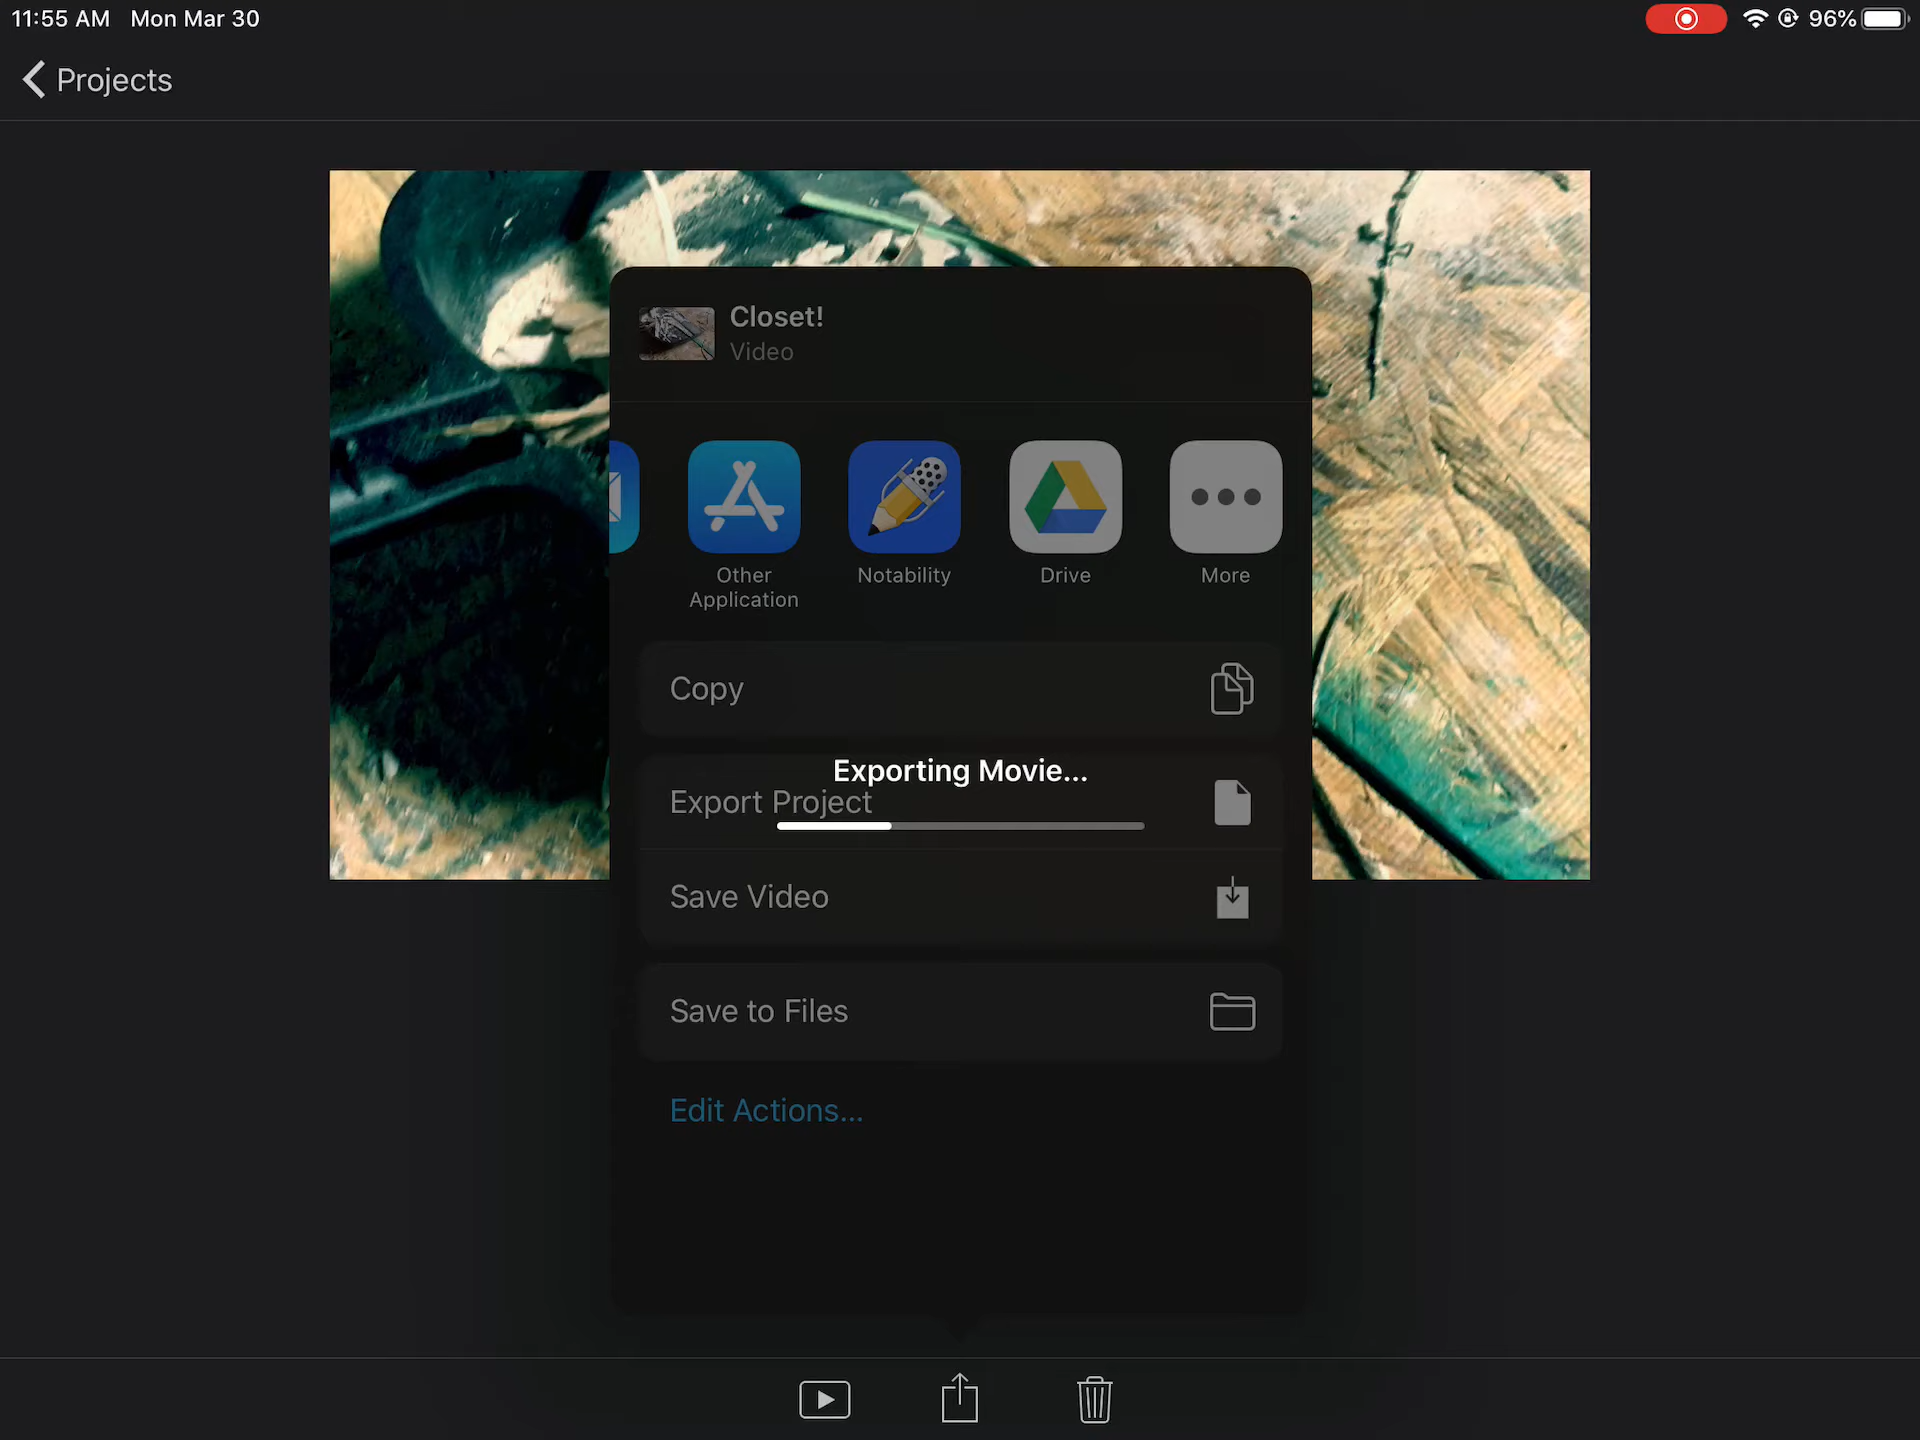 11:55 AM Mon Mar 30
96%
Projects
Closet!
Video
Other
Application
Notability
Drive
More
Copy
Exporting Movie...
Export Project
Save Video
Save to Files
Edit Actions...